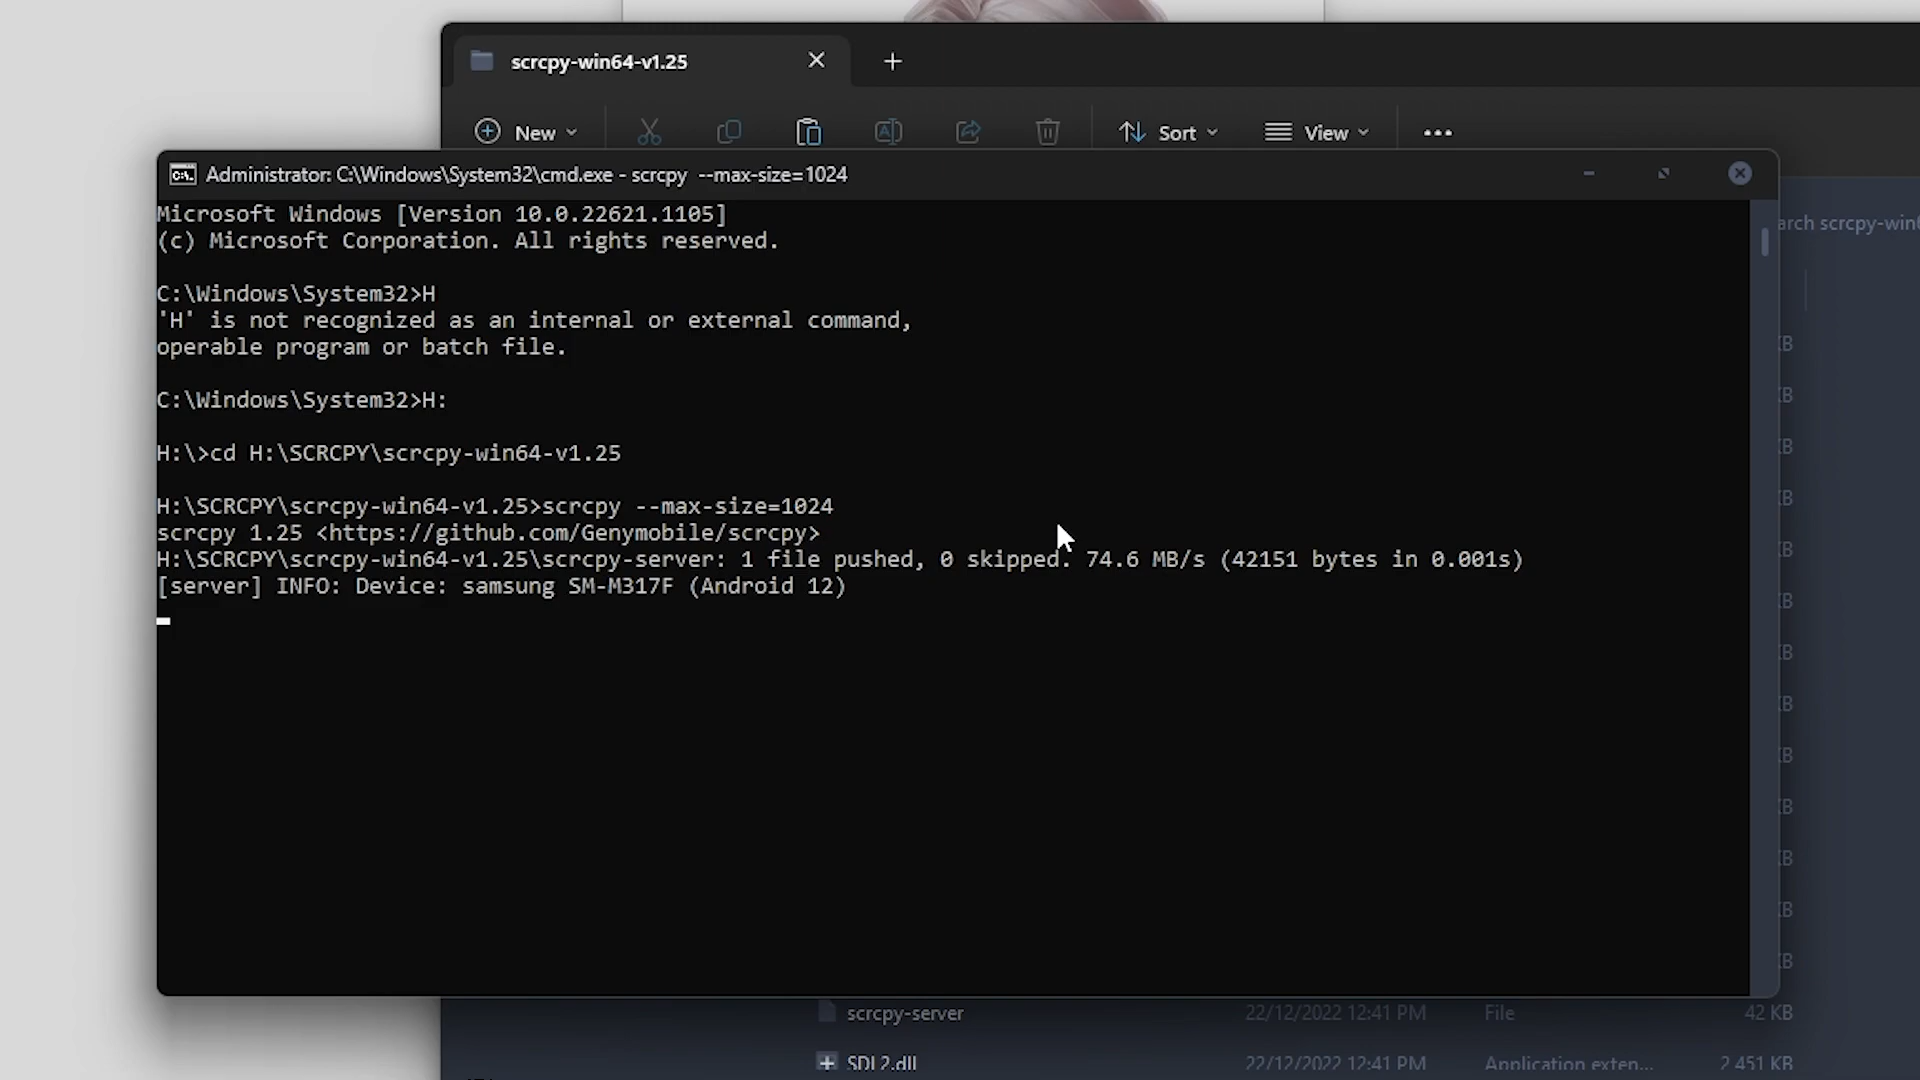 scrcpy-win64-v1.25
New
Sort
View
Administrator: C:\Windows\System32\cmd.exe - scrcpy --max-size=1024
Microsoft Windows [Version 10.0.22621.1105]
(c) Microsoft Corporation. All rights reserved.
arch scrcpy-win
C:\Windows\System32>H
'H' is not recognized as an internal or external command,
operable program or batch file.
C:\Windows\System32>H:
H:\>cd H:\SCRCPY\scrcpy-win64-v1.25
H:\SCRCPY\scrcpy-win64-v1.25>scrcpy --max-size=1024
scrcpy 1.25 <https://github.com/Genymobile/scrcpy>
H:\SCRCPY\scrcpy-win64-v1.25\scrcpy-server: 1 file pushed, 0 skipped. 74.6 MB/s (42151 bytes in 0.001s)
[server] INFO: Device: samsung SM-M317F (Android 12)
scrcpy-server 22/12/2022 12:41 PM File 42 KB
SDL2.dll 22/12/2022 12:41 PM Application exten... 2 451 KB